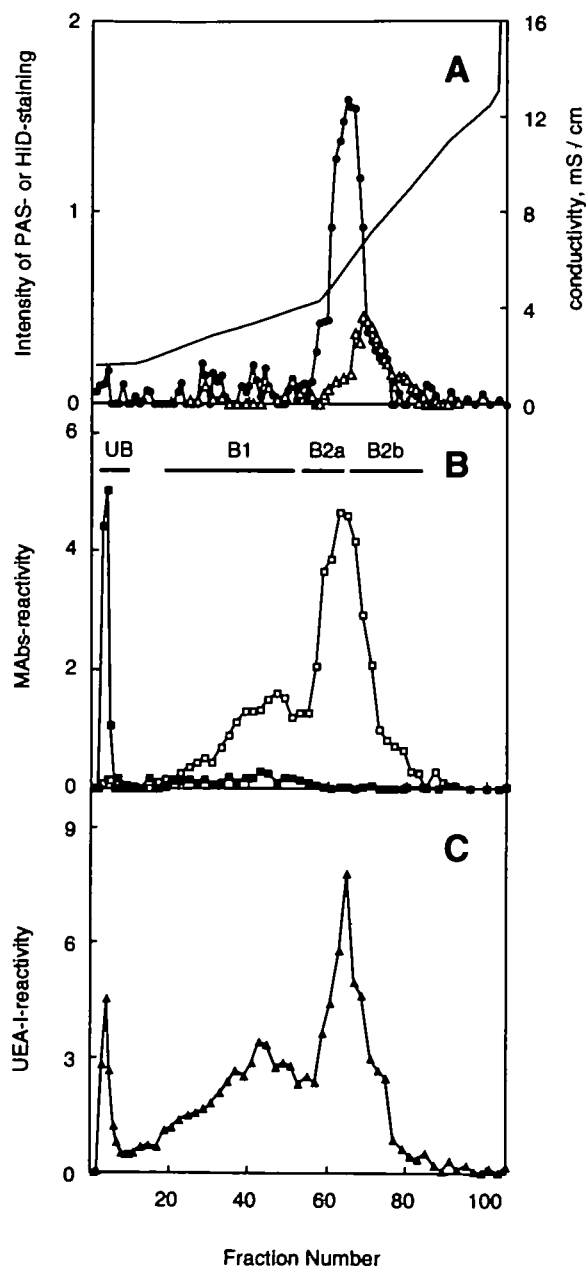 A
Intensity of PAS- or HID-staining
2
1
0
16
12
8
4
0
conductivity, mS / cm
UB B1 B2a B2b
B
MAbs-reactivity
6
4
2
0
C
UEA-I-reactivity
9
6
3
0
20 40 60 80 100
Fraction Number